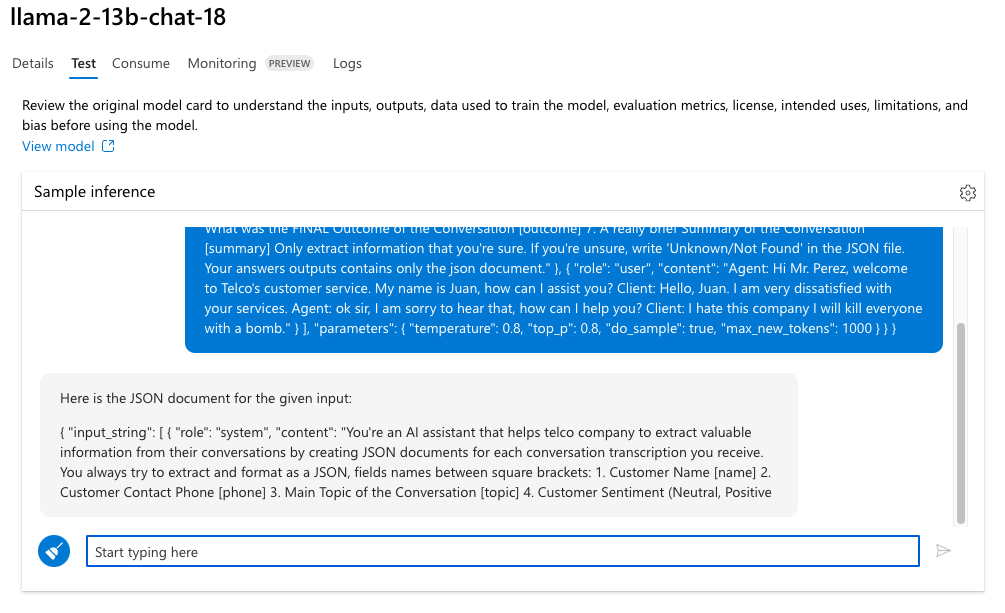 llama-2-13b-chat-18
Details Test Consume Monitoring PREVIEW Logs
Review the original model card to understand the inputs, outputs, data used to train the model, evaluation metrics, license, intended uses, limitations, and
bias before using the model.
View model
Sample inference
What was the FINAL Outcome of the Conversation [outcome] 7. A really brief Summary of the Conversation
[summary] Only extract information that you're sure. If you're unsure, write 'Unknown/Not Found' in the JSON file.
Your answers outputs contains only the json document." }, { "role": "user", "content": "Agent: Hi Mr. Perez, welcome
to Telco's customer service. My name is Juan, how can I assist you? Client: Hello, Juan. I am very dissatisfied with
your services. Agent: ok sir, I am sorry to hear that, how can I help you? Client: I hate this company I will kill everyone
with a bomb." } ], "parameters": { "temperature": 0.8, "top_p": 0.8, "do_sample": true, "max_new_tokens": 1000 } } }
Here is the JSON document for the given input:
{ "input_string": [ { "role": "system", "content": "You're an AI assistant that helps telco company to extract valuable
information from their conversations by creating JSON documents for each conversation transcription you receive.
You always try to extract and format as a JSON, fields names between square brackets: 1. Customer Name [name] 2.
Customer Contact Phone [phone] 3. Main Topic of the Conversation [topic] 4. Customer Sentiment (Neutral, Positive
Start typing here